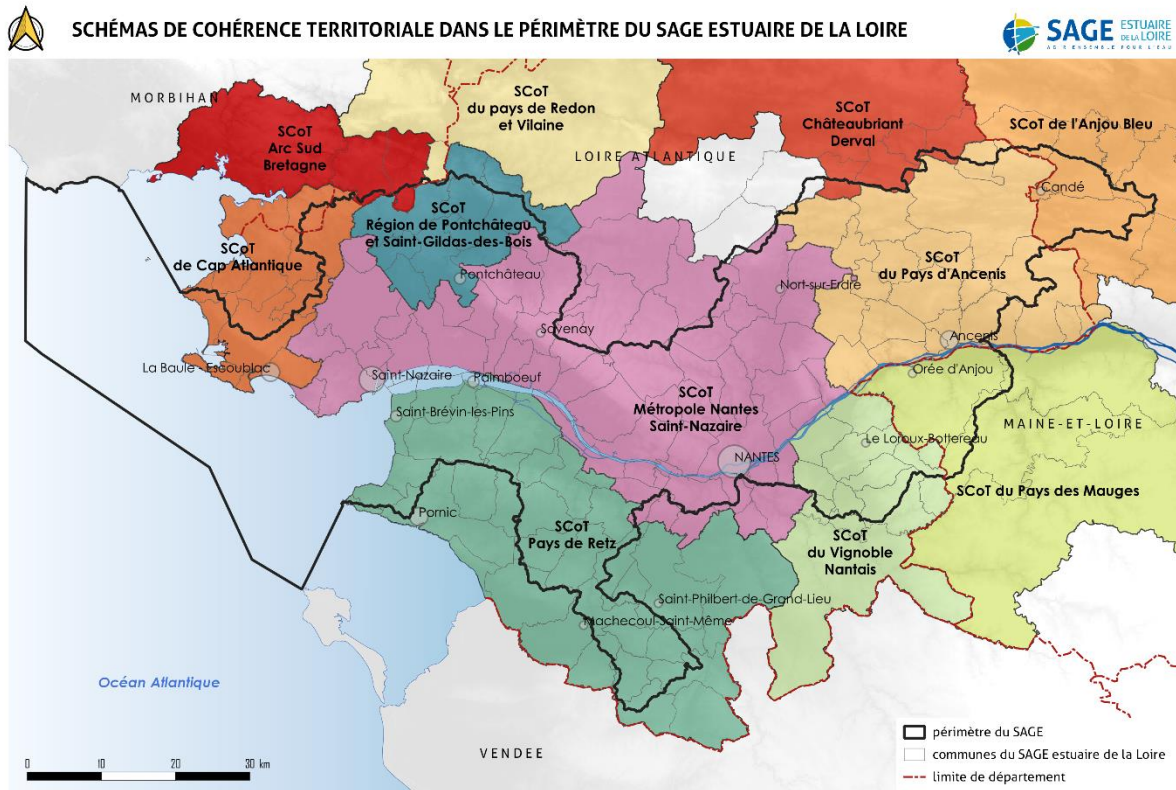 SCHÉMAS DE COHÉRENCE TERRITORIALE DANS LE PÉRIMÈTRE DU SAGE ESTUAIRE DE LA LOIRE
SAGE ESTUAIRE
DE LA LOIRE
AGIR ENSEMBLE POUR L'EAU
MORBIHAN
SCoT
du pays de Redon
et Vilaine
SCoT
Châteaubriant
Derval
SCoT de l'Anjou Bleu
SCoT
Arc Sud
Bretagne
LOIRE ATLANTIQUE
Candé
SCoT
Région de Pontchâteau
et Saint-Gildas-des-Bois
SCoT
de Cap Atlantique
SCoT
du Pays d'Ancenis
Pontchâteau
Nort-sur-Erdre
Savenay
Ancenis
La Baule - Escoublac
Saint-Nazaire
Paimboeuf
Orée d'Anjou
SCoT
Métropole Nantes
Saint-Nazaire
Saint-Brévin-les-Pins
MAINE-ET-LOIRE
Le Loroux-Bottereau
NANTES
SCoT du Pays des Mauges
Pornic
SCoT
Pays de Retz
SCoT
du Vignoble
Nantais
Saint-Philbert-de-Grand-Lieu
Machecoul-Saint-Même
Océan Atlantique
VENDEE
périmètre du SAGE
communes du SAGE estuaire de la Loire
limite de département
0 10 20 30 km